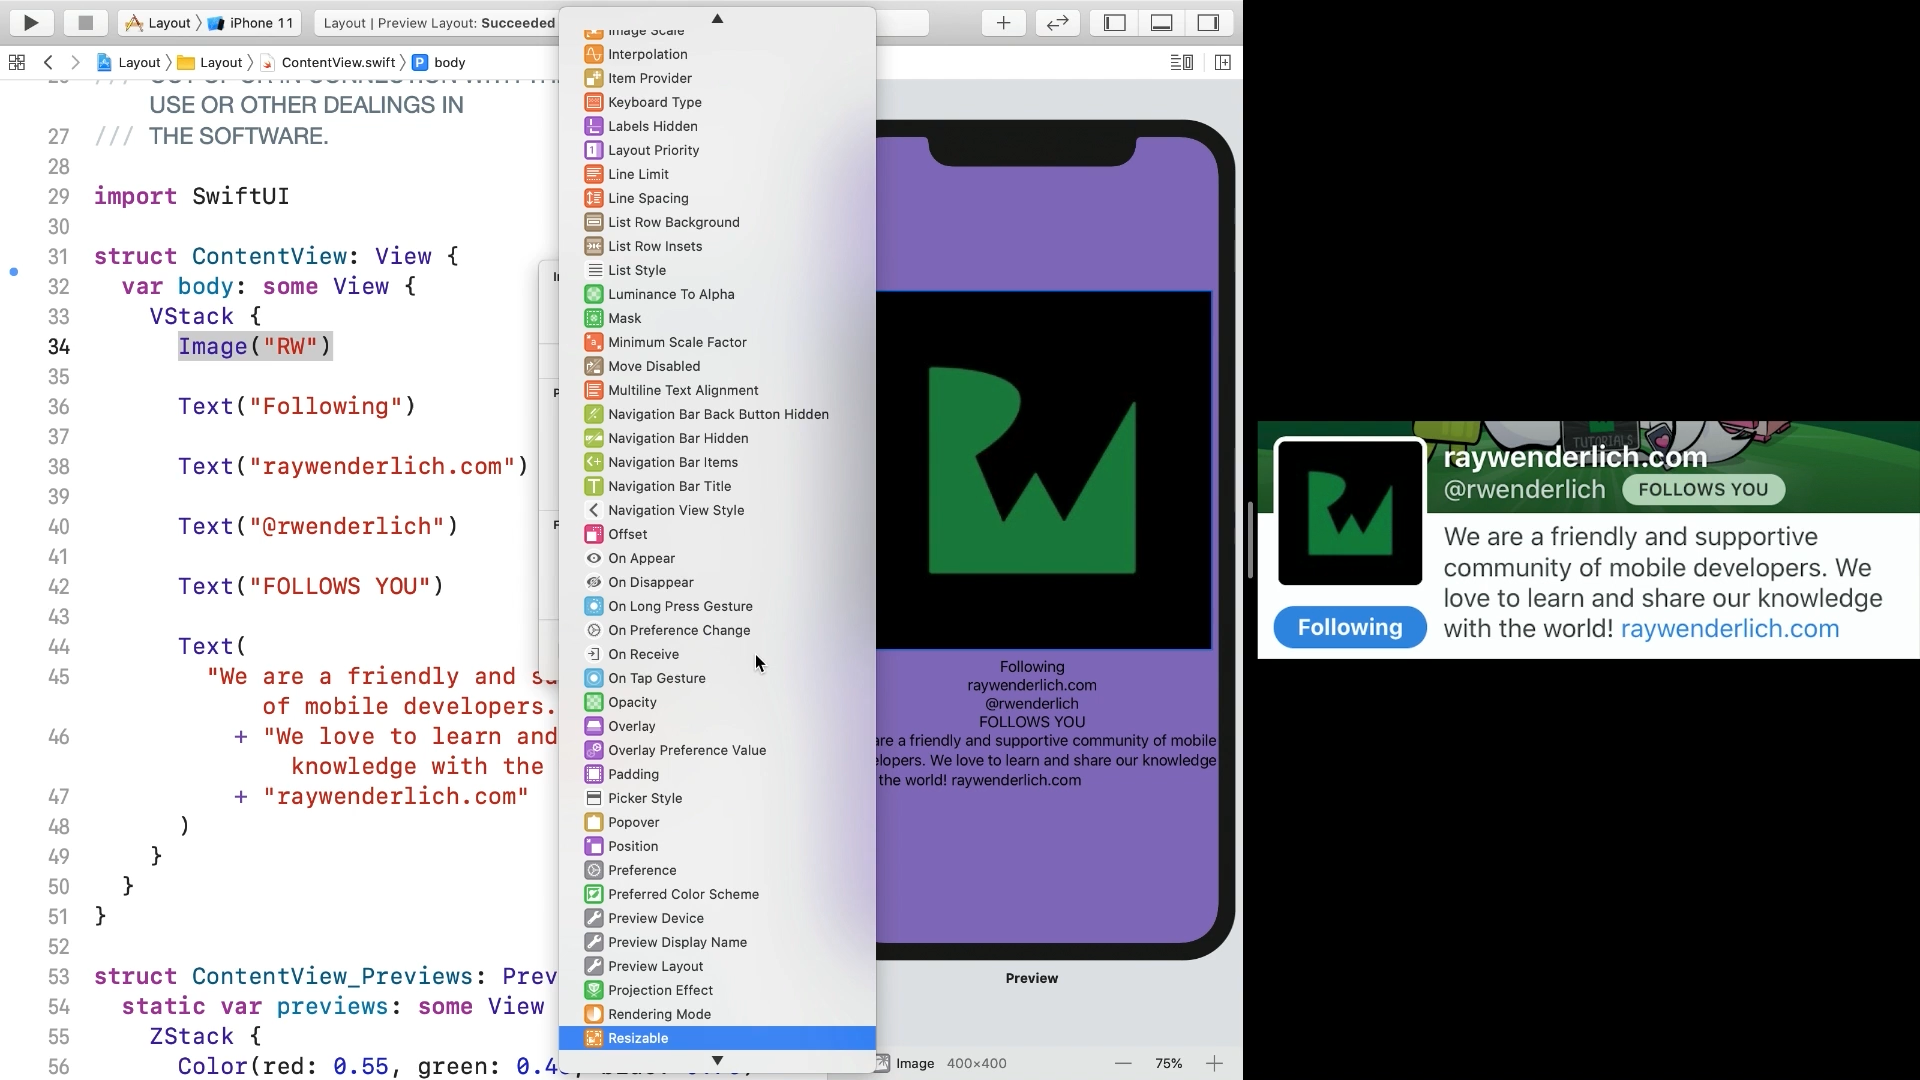 Layout
iPhone 11
Layout | Preview Layout: Succeeded
Layout
Layout
ContentView.swift
P
body
USE OR OTHER DEALINGS IN
27 /// THE SOFTWARE.
28
29 import SwiftUI
30
31 struct ContentView: View {
32 var body: some View {
33 VStack {
34 Image("RW")
35
36 Text("Following")
37
38 Text("raywenderlich.com")
39
40 Text("@rwenderlich")
41
42 Text("FOLLOWS YOU")
43
44 Text(
45 "We are a friendly and su
of mobile developers.
46 + "We love to learn and
knowledge with the
47 + "raywenderlich.com"
48 )
49 }
50 }
51 }
52
53 struct ContentView_Previews: Prev
54 static var previews: some View
55 ZStack {
56 Color(red: 0.55, green: 0.4
Image Scale
Interpolation
Item Provider
Keyboard Type
Labels Hidden
Layout Priority
Line Limit
Line Spacing
List Row Background
List Row Insets
List Style
Luminance To Alpha
Mask
Minimum Scale Factor
Move Disabled
Multiline Text Alignment
Navigation Bar Back Button Hidden
Navigation Bar Hidden
Navigation Bar Items
Navigation Bar Title
Navigation View Style
Offset
On Appear
On Disappear
On Long Press Gesture
On Preference Change
On Receive
On Tap Gesture
Opacity
Overlay
Overlay Preference Value
Padding
Picker Style
Popover
Position
Preference
Preferred Color Scheme
Preview Device
Preview Display Name
Preview Layout
Projection Effect
Rendering Mode
Resizable
Following
raywenderlich.com
@rwenderlich
FOLLOWS YOU
are a friendly and supportive community of mobile
elopers. We love to learn and share our knowledge
the world! raywenderlich.com
Preview
Image 400×400
75%
TUTORIALS
raywenderlich.com
@rwenderlich FOLLOWS YOU
We are a friendly and supportive
community of mobile developers. We
love to learn and share our knowledge
with the world! raywenderlich.com
Following